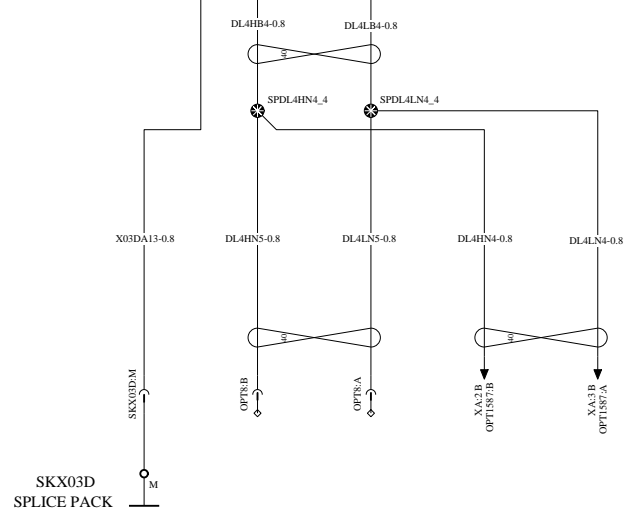 DL4HB4-0.8
DL4LB4-0.8
40
SPDL4HN4_4
SPDL4LN4_4
X03DA13-0.8
DL4HN5-0.8
DL4LN5-0.8
DL4HN4-0.8
DL4LN4-0.8
40
40
SKX03D:M
OPT8:B
OPT8:A
XA:2 B
OPT1587:B
XA:3 B
OPT1587:A
M
SKX03D
SPLICE PACK